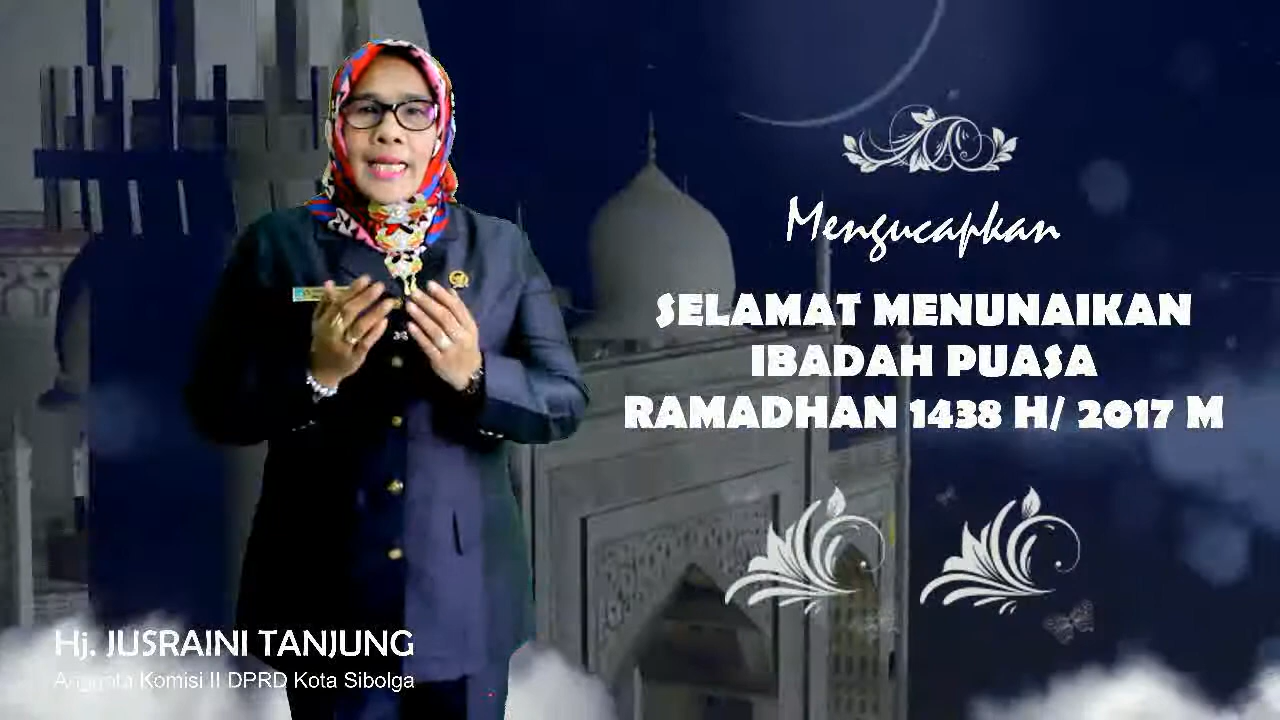 Mengucapkan
SELAMAT MENUNAIKAN
IBADAH PUASA
RAMADHAN 1438 H/ 2017 M
Hj. JUSRAINI TANJUNG
Anggota Komisi II DPRD Kota Sibolga